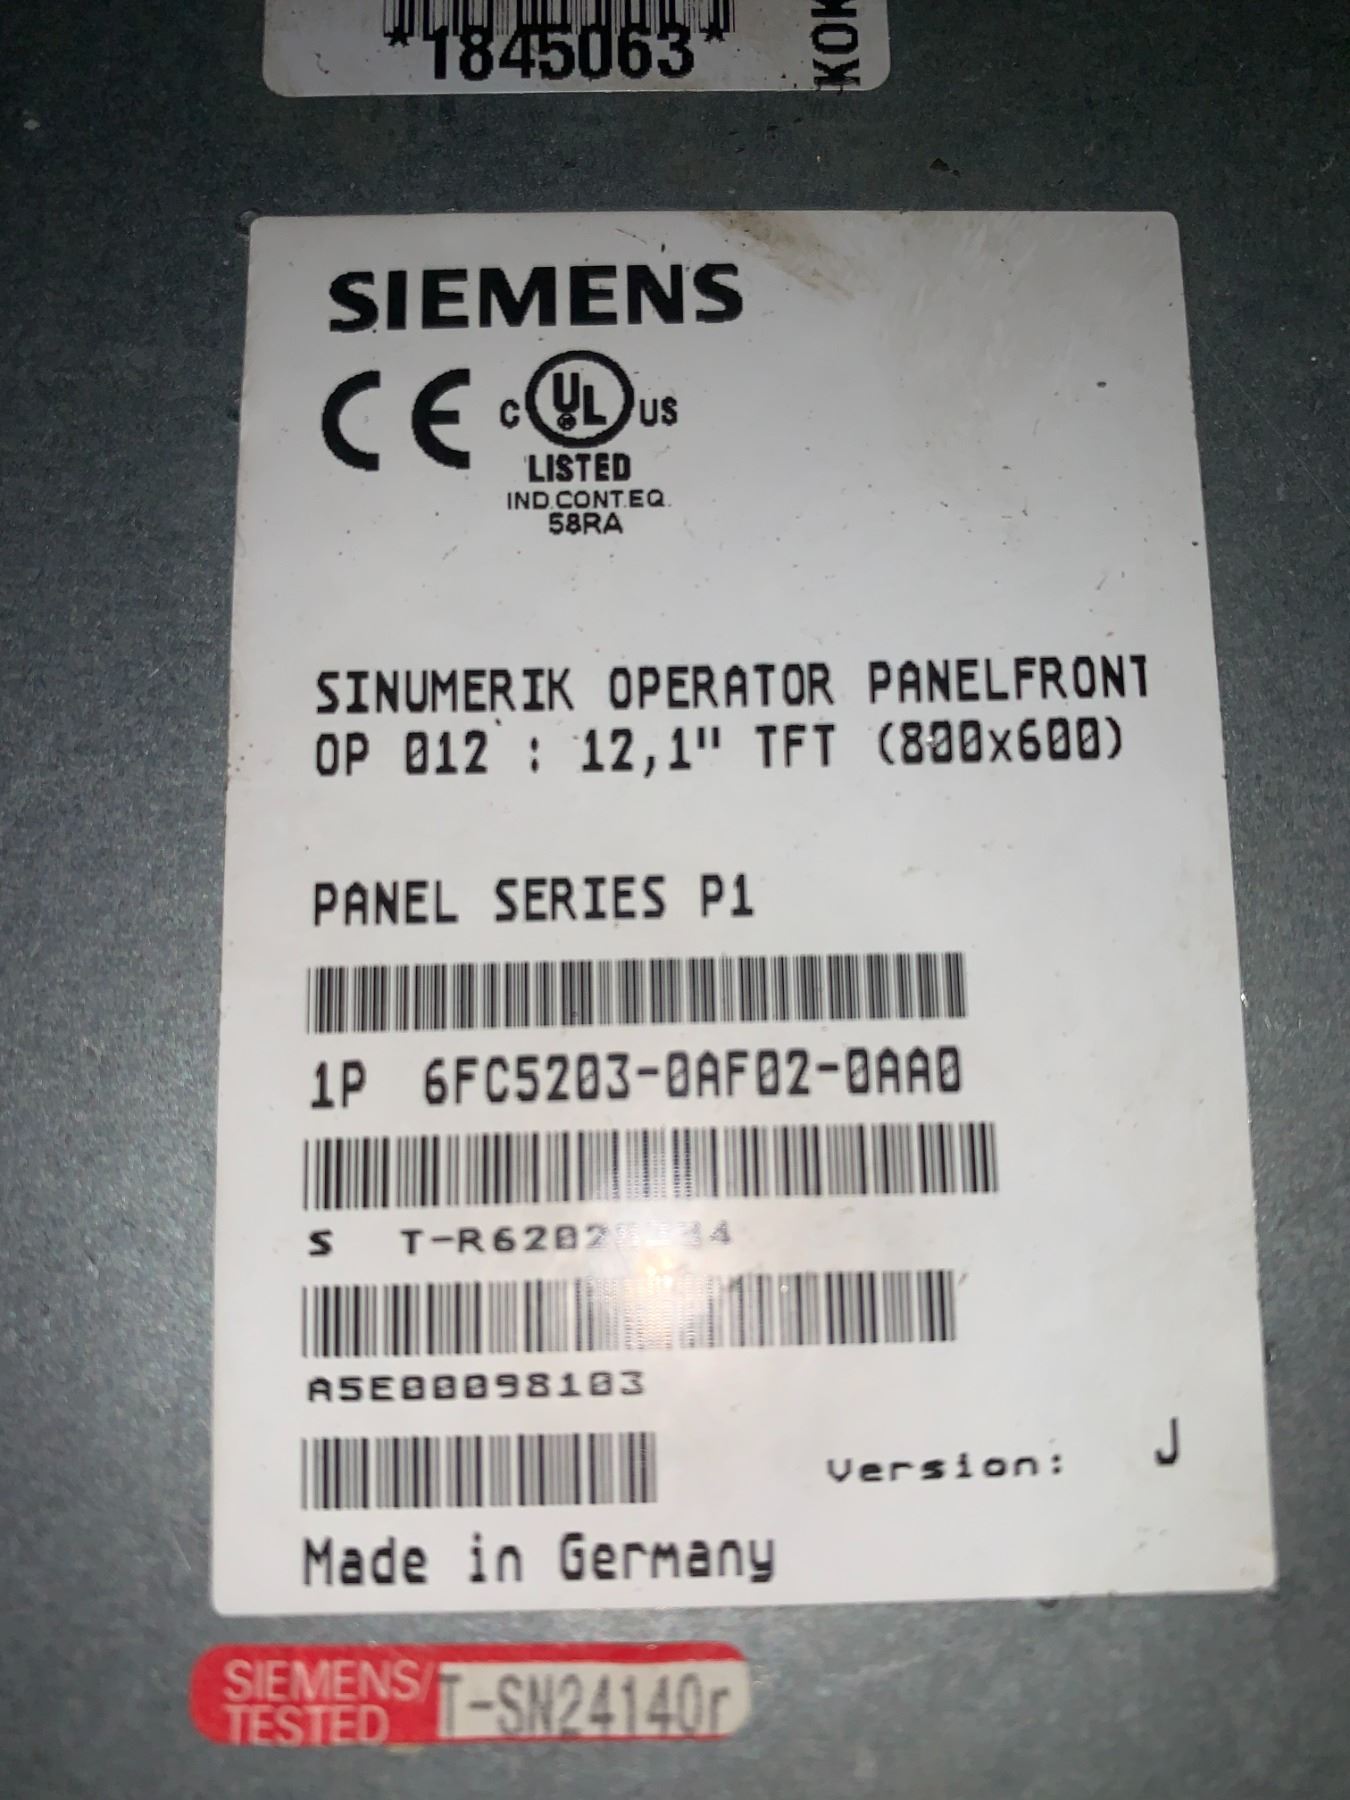 *1845063*
KOK
SIEMENS
CE C UL US
LISTED
IND.CONT.EQ.
58RA
SINUMERIK OPERATOR PANELFRONT
OP 012 : 12,1" TFT (800x600)
PANEL SERIES P1
1P 6FC5203-0AF02-0AA0
S
A5E00098103
Version: J
Made in Germany
SIEMENS/
TESTED
T-SN24140r